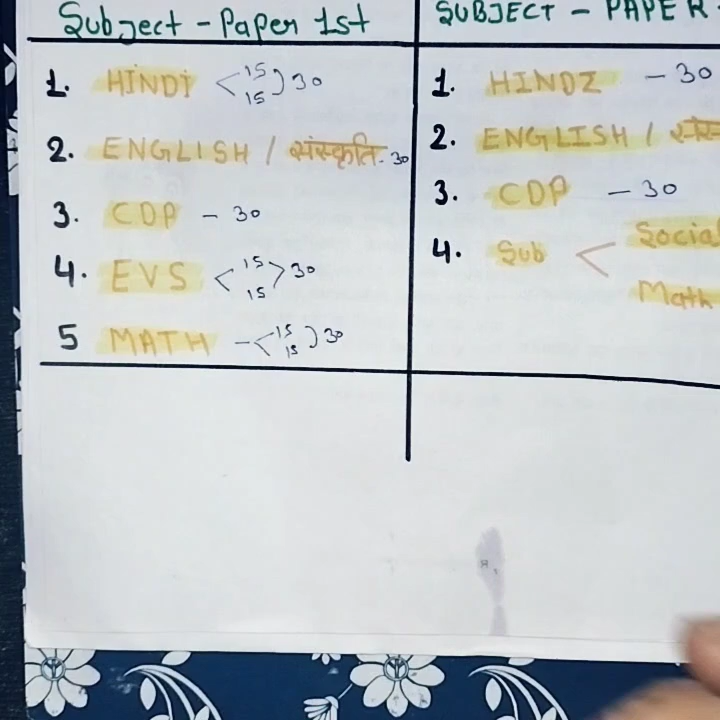 Subject - Paper 1st
1. HINDI < 15 15 ) 30
2. ENGLISH / संस्कृति - 30
3. CDP - 30
4. EVS < 15 15 > 30
5 MATH - < 15 15 ) 30
SUBJECT - PAPER
1. HINDI - 30
2. ENGLISH /
3. CDP - 30
4. Sub < Social
Math